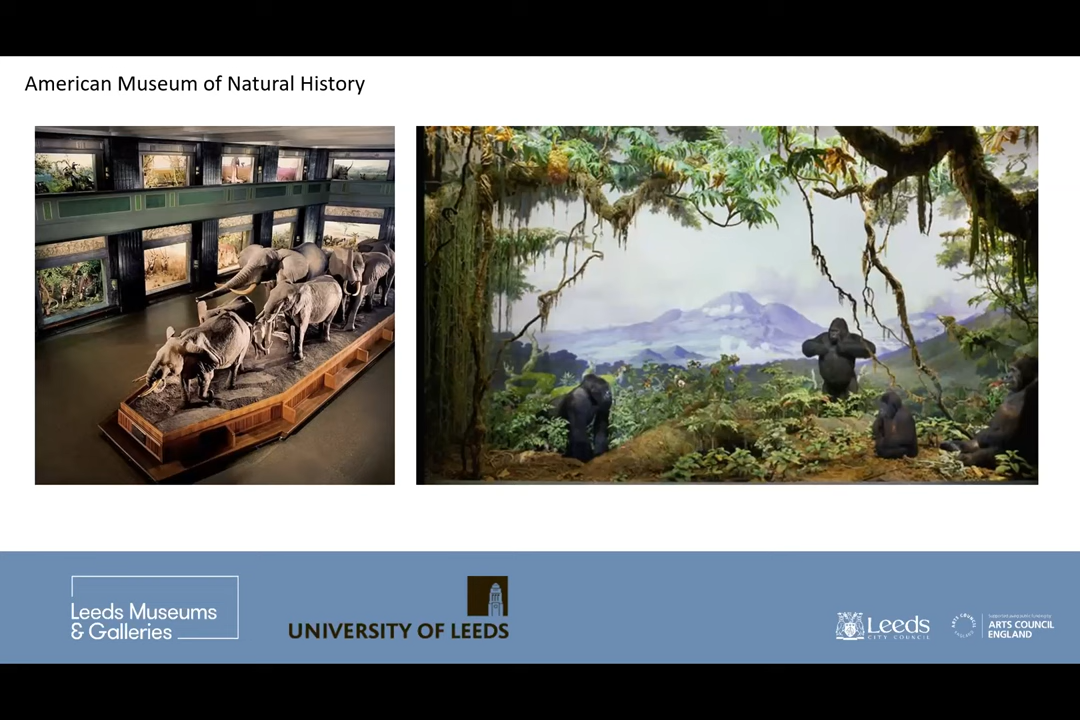 American Museum of Natural History
Leeds Museums
& Galleries
UNIVERSITY OF LEEDS
Leeds
CITY COUNCIL
ARTS COUNCIL
ENGLAND